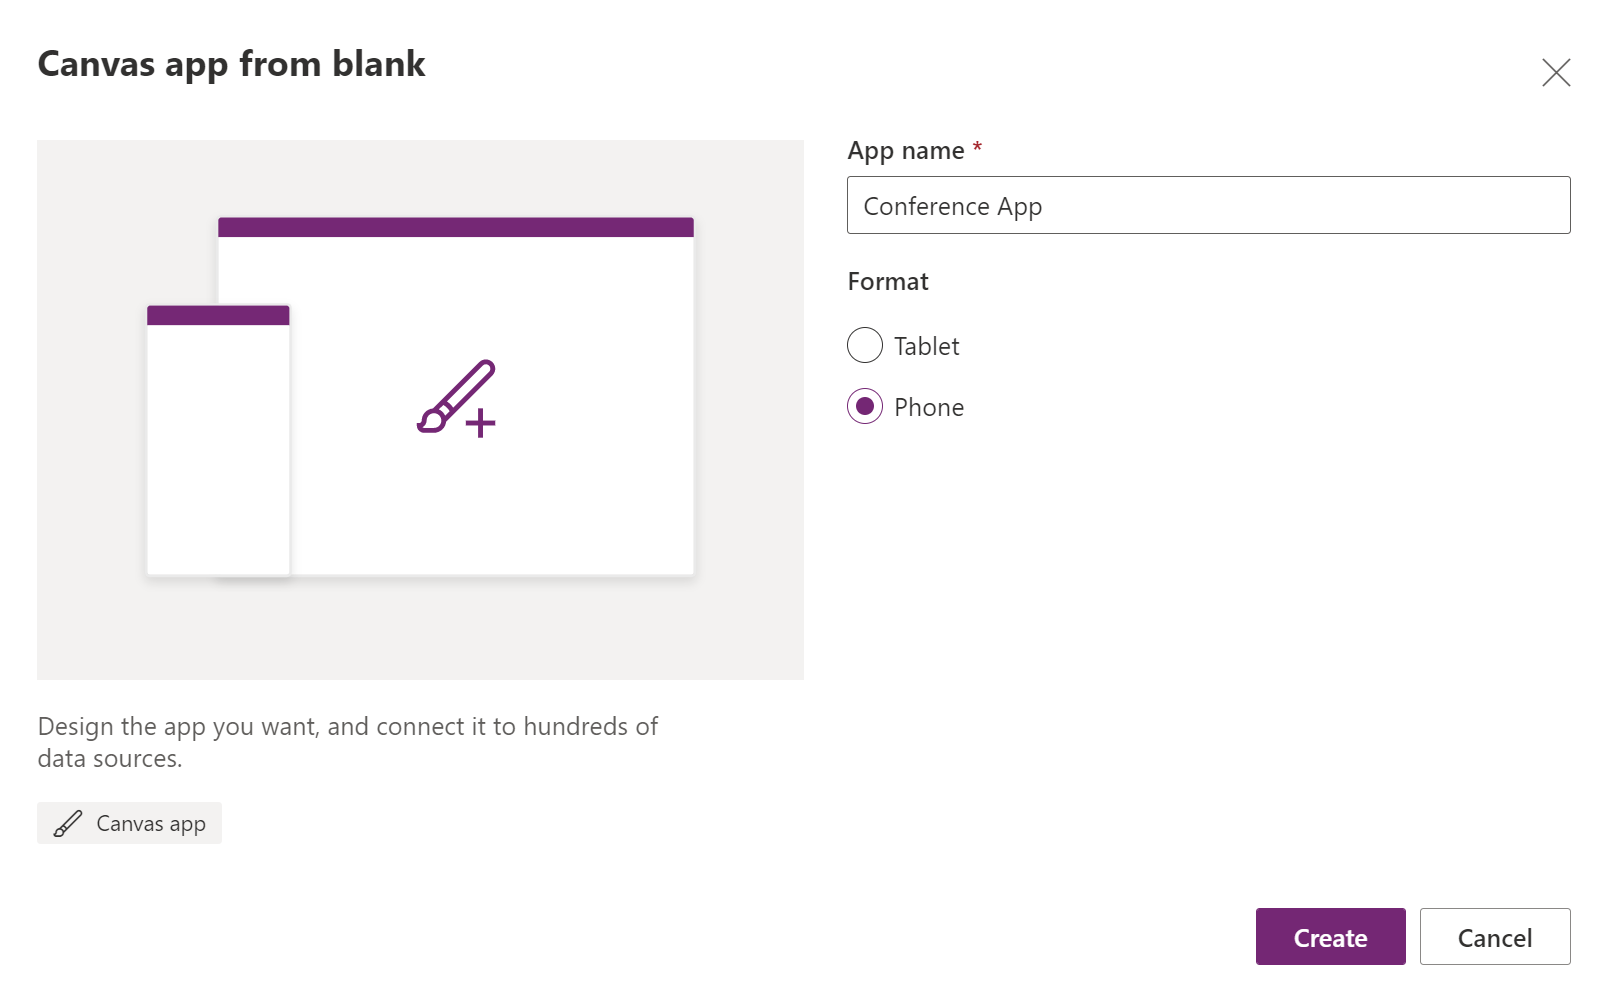 Canvas app from blank
App name *
Conference App
Format
Tablet
Phone
Design the app you want, and connect it to hundreds of
data sources.
Canvas app
Create
Cancel